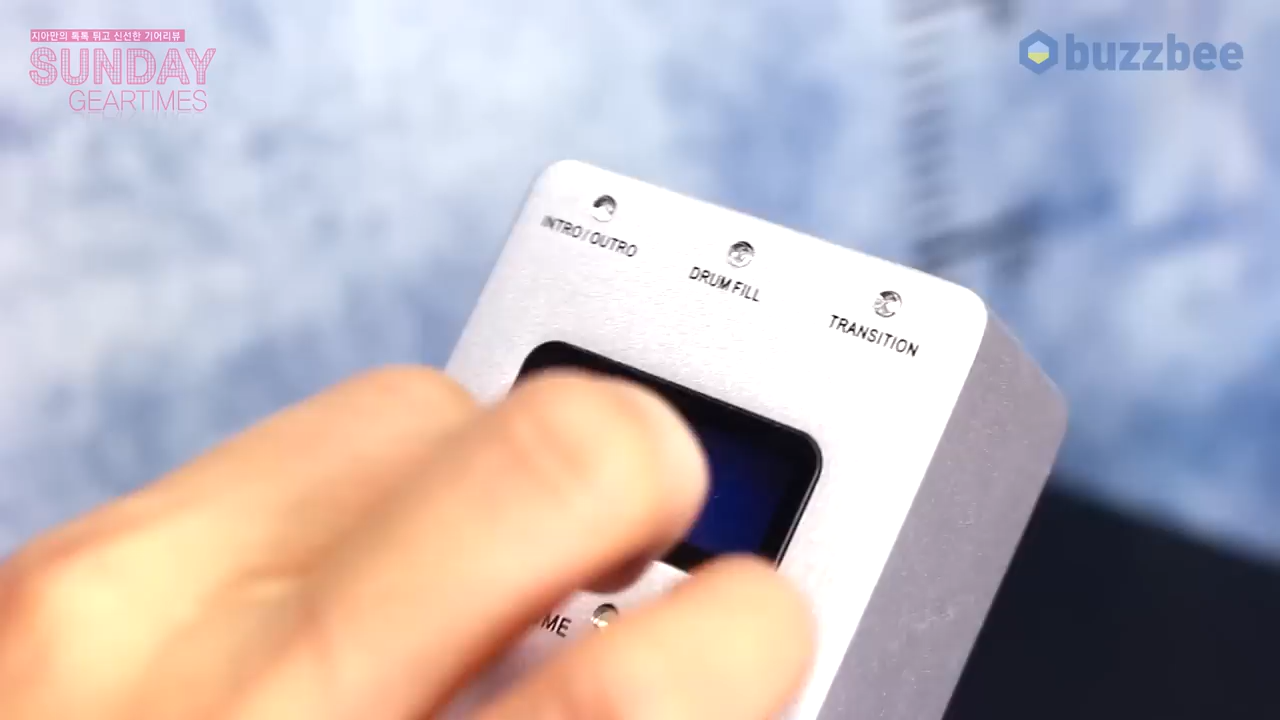 지아만의 톡톡 튀고 신선한 기어리뷰
SUNDAY
GEARTIMES
buzzbee
INTRO/OUTRO
DRUM FILL
TRANSITION